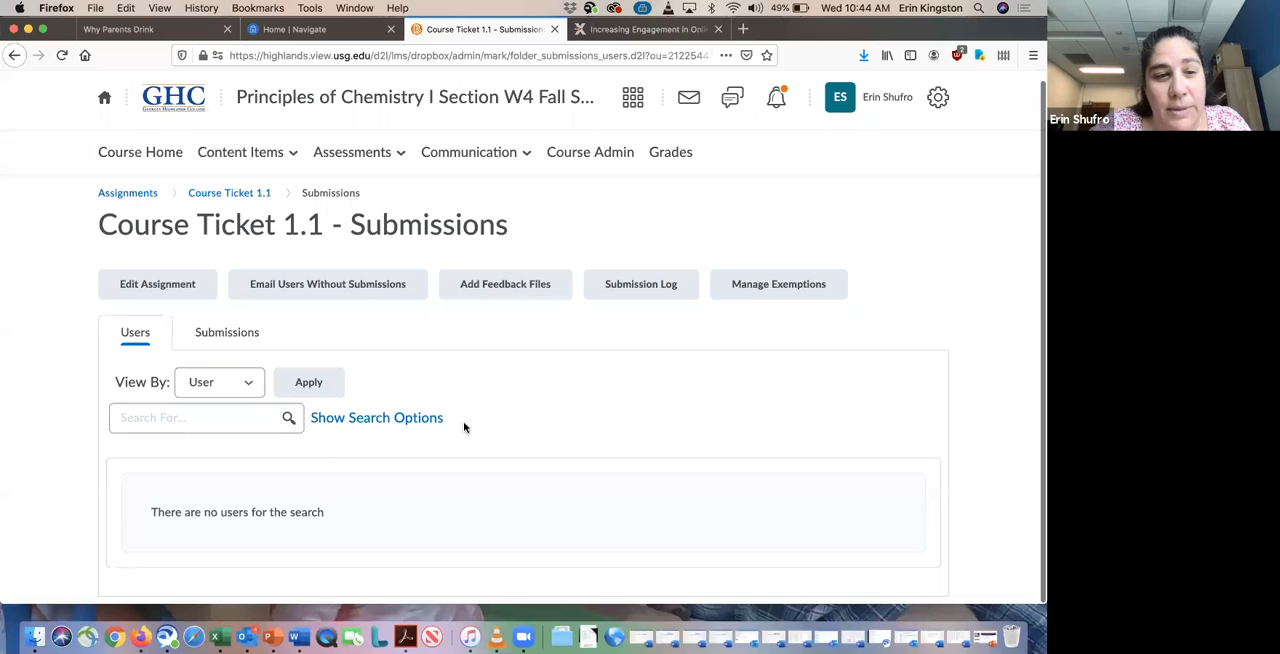 Firefox File Edit View History Bookmarks Tools Window Help 49% Wed 10:44 AM Erin Kingston
Why Parents Drink Home | Navigate Course Ticket 1.1 - Submission Increasing Engagement in Onli
https://highlands.view.usg.edu/d2l/lms/dropbox/admin/mark/folder_submissions_users.d2l?ou=2122544
GHC Principles of Chemistry I Section W4 Fall S... ES Erin Shufro
Erin Shufro
Course Home Content Items Assessments Communication Course Admin Grades
Assignments Course Ticket 1.1 Submissions
Course Ticket 1.1 - Submissions
Edit Assignment Email Users Without Submissions Add Feedback Files Submission Log Manage Exemptions
Users Submissions
View By: User Apply
Search For... Show Search Options
There are no users for the search